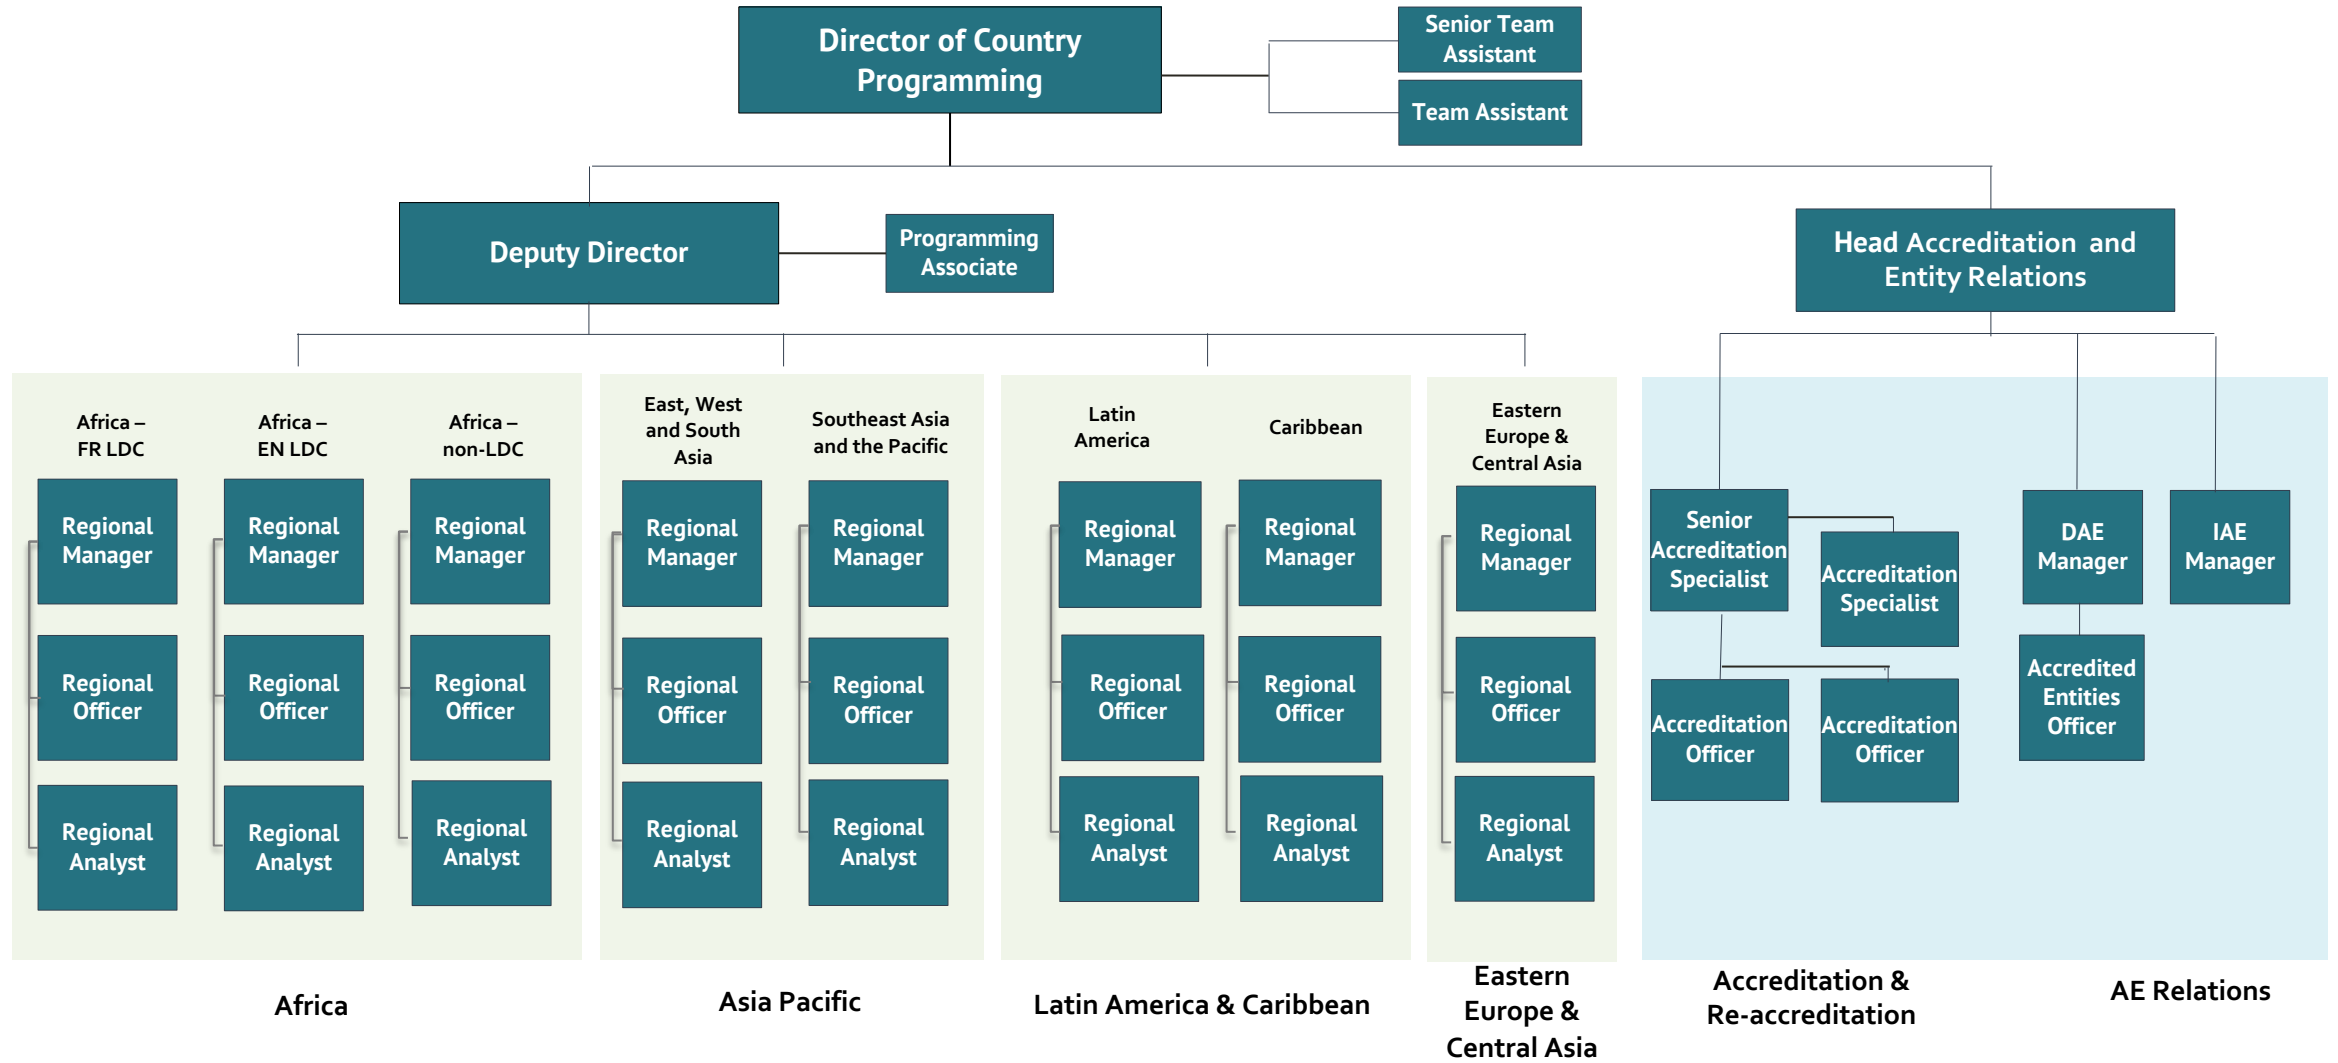 Director of Country
Programming
Senior Team
Assistant
Team Assistant
Deputy Director
Programming
Associate
Head Accreditation and
Entity Relations
Africa –
FR LDC
Regional
Manager
Regional
Officer
Regional
Analyst
Africa –
EN LDC
Regional
Manager
Regional
Officer
Regional
Analyst
Africa –
non-LDC
Regional
Manager
Regional
Officer
Regional
Analyst
Africa
East, West
and South
Asia
Regional
Manager
Regional
Officer
Regional
Analyst
Southeast Asia
and the Pacific
Regional
Manager
Regional
Officer
Regional
Analyst
Asia Pacific
Latin
America
Regional
Manager
Regional
Officer
Regional
Analyst
Caribbean
Regional
Manager
Regional
Officer
Regional
Analyst
Latin America & Caribbean
Eastern
Europe &
Central Asia
Regional
Manager
Regional
Officer
Regional
Analyst
Eastern
Europe &
Central Asia
Senior
Accreditation
Specialist
Accreditation
Specialist
Accreditation
Officer
Accreditation
Officer
Accreditation &
Re-accreditation
DAE
Manager
Accredited
Entities
Officer
IAE
Manager
AE Relations